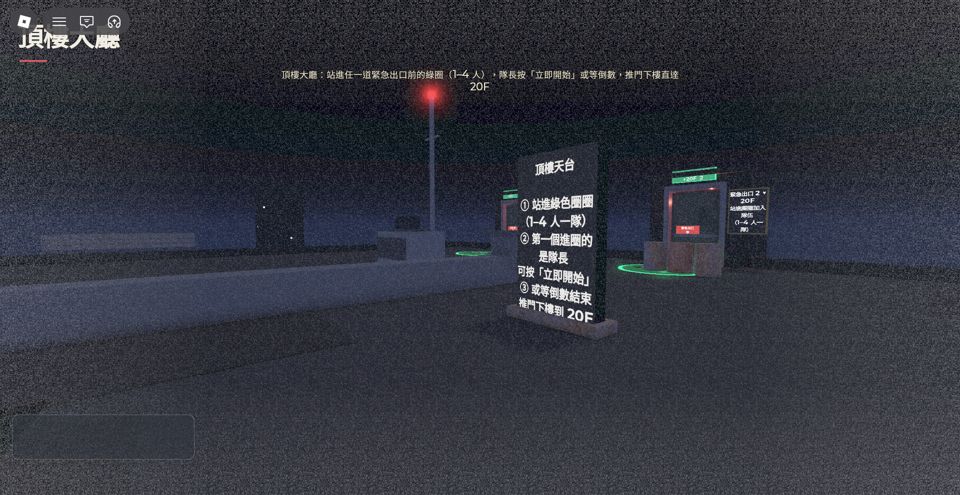 頂樓大廳
頂樓大廳：站進任一道緊急出口前的綠圈（1–4 人），隊長按「立即開始」或等倒數，推門下樓直達
20F
頂樓天台
① 站進綠色圈圈
（1–4 人一隊）
② 第一個進圈的
是隊長
可按「立即開始」
③ 或等倒數結束
推門下樓到 20F
緊急出口 2
20F
站進圈圈加入
隊伍
（1–4 人一
隊）